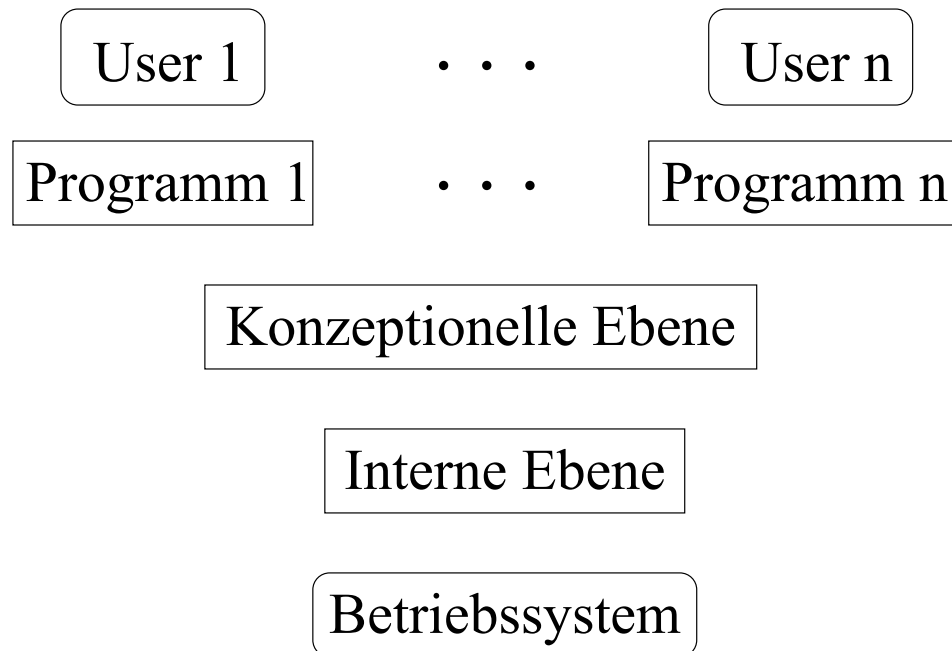 User 1 . . . User n
Programm 1 . . . Programm n
Konzeptionelle Ebene
Interne Ebene
Betriebssystem